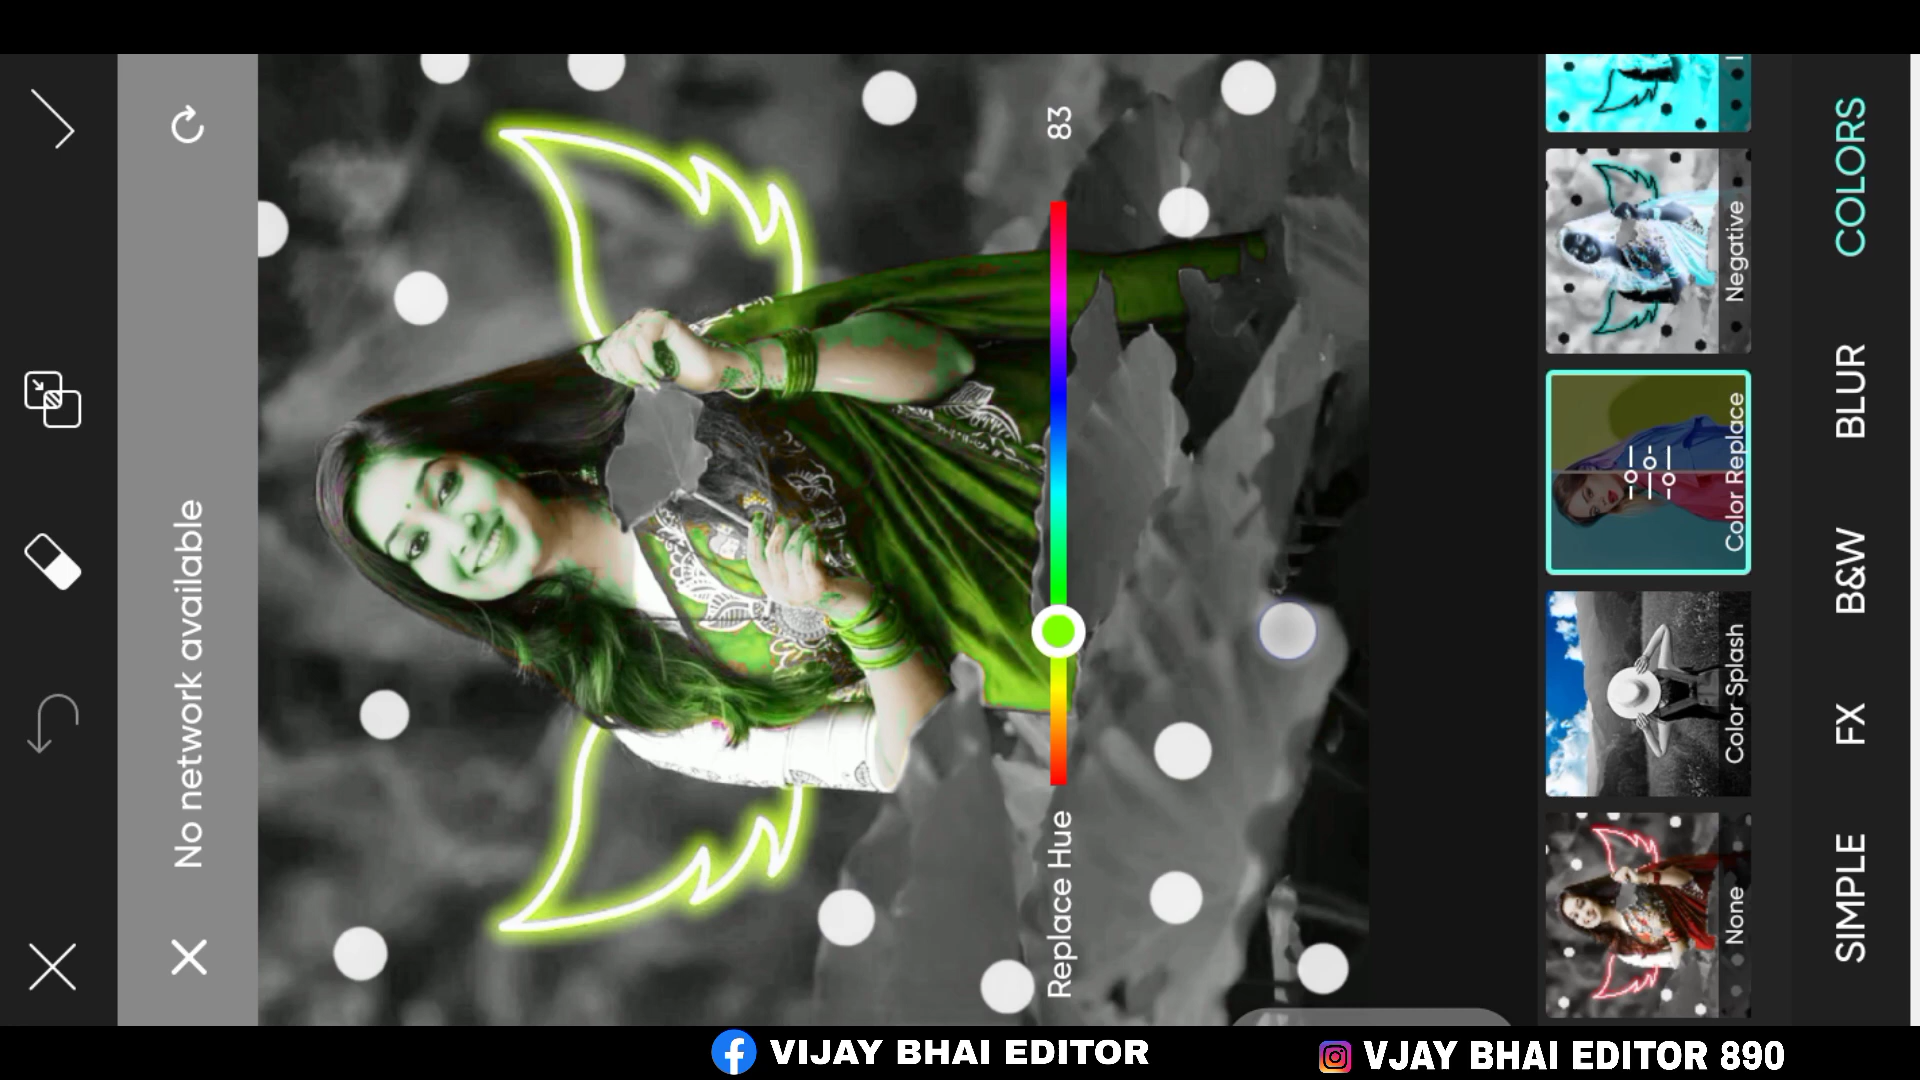 No network available
83
Replace Hue
None
Color Splash
Color Replace
Negative
SIMPLE
FX
B&W
BLUR
COLORS
VIJAY BHAI EDITOR
VJAY BHAI EDITOR 890